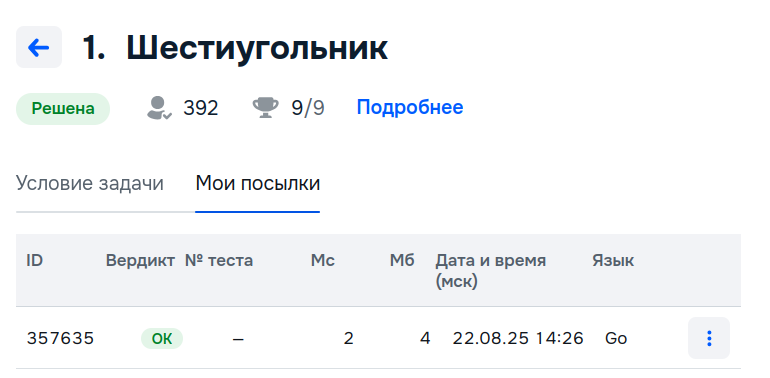 1. Шестиугольник
Решена 392 9/9 Подробнее
Условие задачи Мои посылки
ID Вердикт № теста Мс Мб Дата и время (мск) Язык
357635 OK – 2 4 22.08.25 14:26 Go